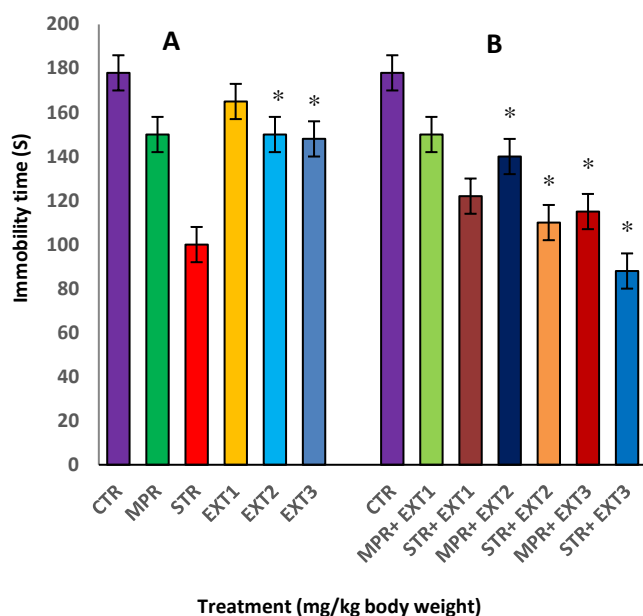 A
B
Immobility time (S)
200
180
160
140
120
100
80
60
40
20
0
* * * * * * *
CTR
MPR
STR
EXT1
EXT2
EXT3
CTR
MPR+ EXT1
STR+ EXT1
MPR+ EXT2
STR+ EXT2
MPR+ EXT3
STR+ EXT3
Treatment (mg/kg body weight)